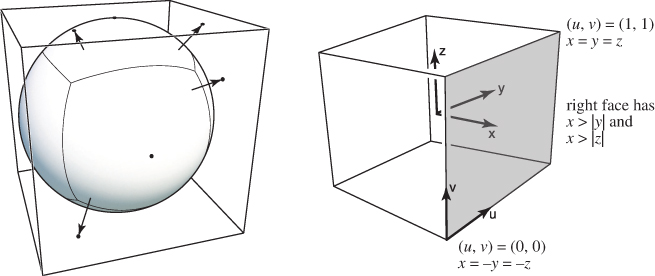 (u, v) = (1, 1)
x = y = z
z
y
x
right face has
x > |y| and
x > |z|
v
u
(u, v) = (0, 0)
x = –y = –z